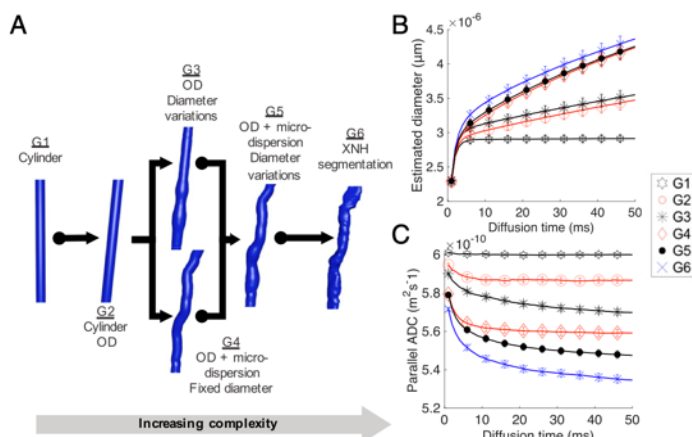 A
G1
Cylinder
G2
Cylinder
OD
G3
OD
Diameter
variations
G4
OD + micro-
dispersion
Fixed diameter
G5
OD + micro-
dispersion
Diameter
variations
G6
XNH
segmentation
Increasing complexity
B
×10⁻⁶
Estimated diameter (μm)
4.5
4
3.5
3
2.5
2
0 10 20 30 40 50
Diffusion time (ms)
C
×10⁻¹⁰
Parallel ADC (m²s⁻¹)
6
5.8
5.6
5.4
5.2
0 10 20 30 40 50
Diffusion time (ms)
G1
G2
G3
G4
G5
G6